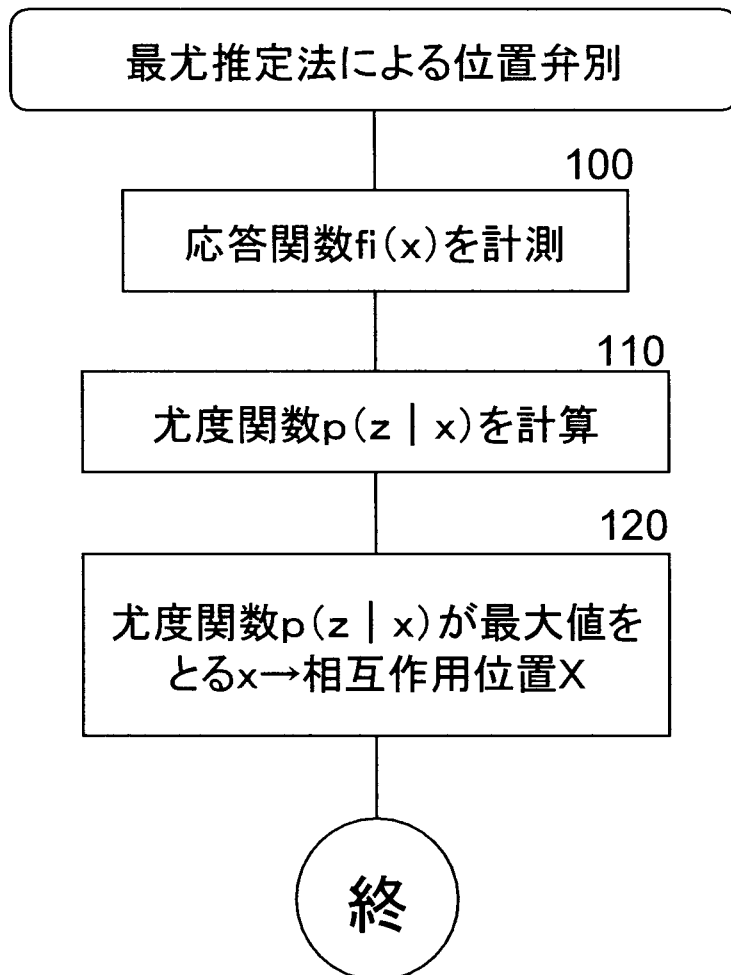 最尤推定法による位置弁別
100
応答関数fi(x)を計測
110
尤度関数p(z|x)を計算
120
尤度関数p(z|x)が最大値を
とるx→相互作用位置X
終